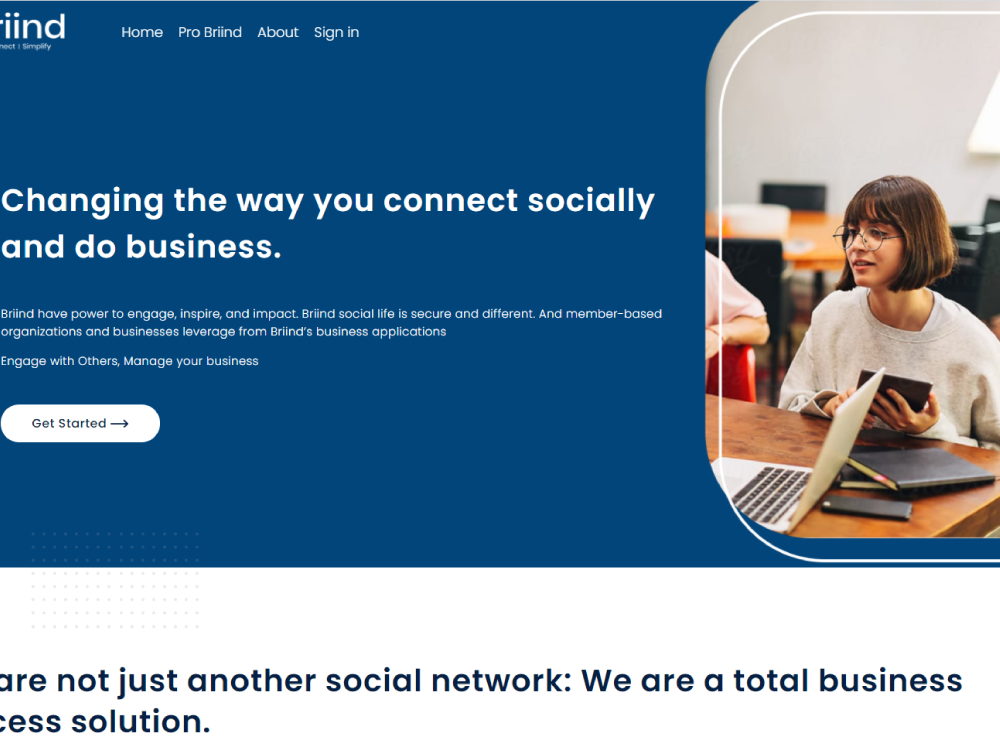 riind
nect | Simplify
Home Pro Briind About Sign in
Changing the way you connect socially
and do business.
Briind have power to engage, inspire, and impact. Briind social life is secure and different. And member-based
organizations and businesses leverage from Briind's business applications
Engage with Others, Manage your business
Get Started
are not just another social network: We are a total business
cess solution.